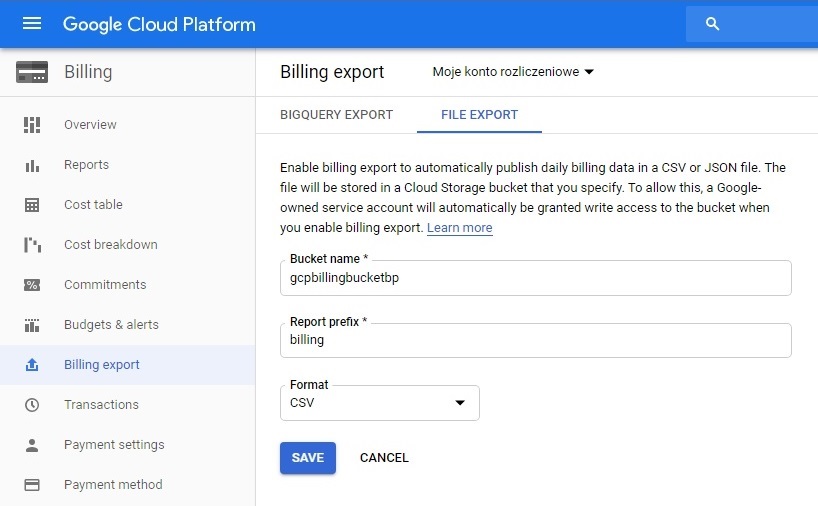 Google Cloud Platform
Billing
Overview
Reports
Cost table
Cost breakdown
Commitments
Budgets & alerts
Billing export
Transactions
Payment settings
Payment method
Billing export
Moje konto rozliczeniowe
BIGQUERY EXPORT
FILE EXPORT
Enable billing export to automatically publish daily billing data in a CSV or JSON file. The
file will be stored in a Cloud Storage bucket that you specify. To allow this, a Google-
owned service account will automatically be granted write access to the bucket when
you enable billing export. Learn more
Bucket name *
gcpbillingbucketbp
Report prefix *
billing
Format
CSV
SAVE
CANCEL